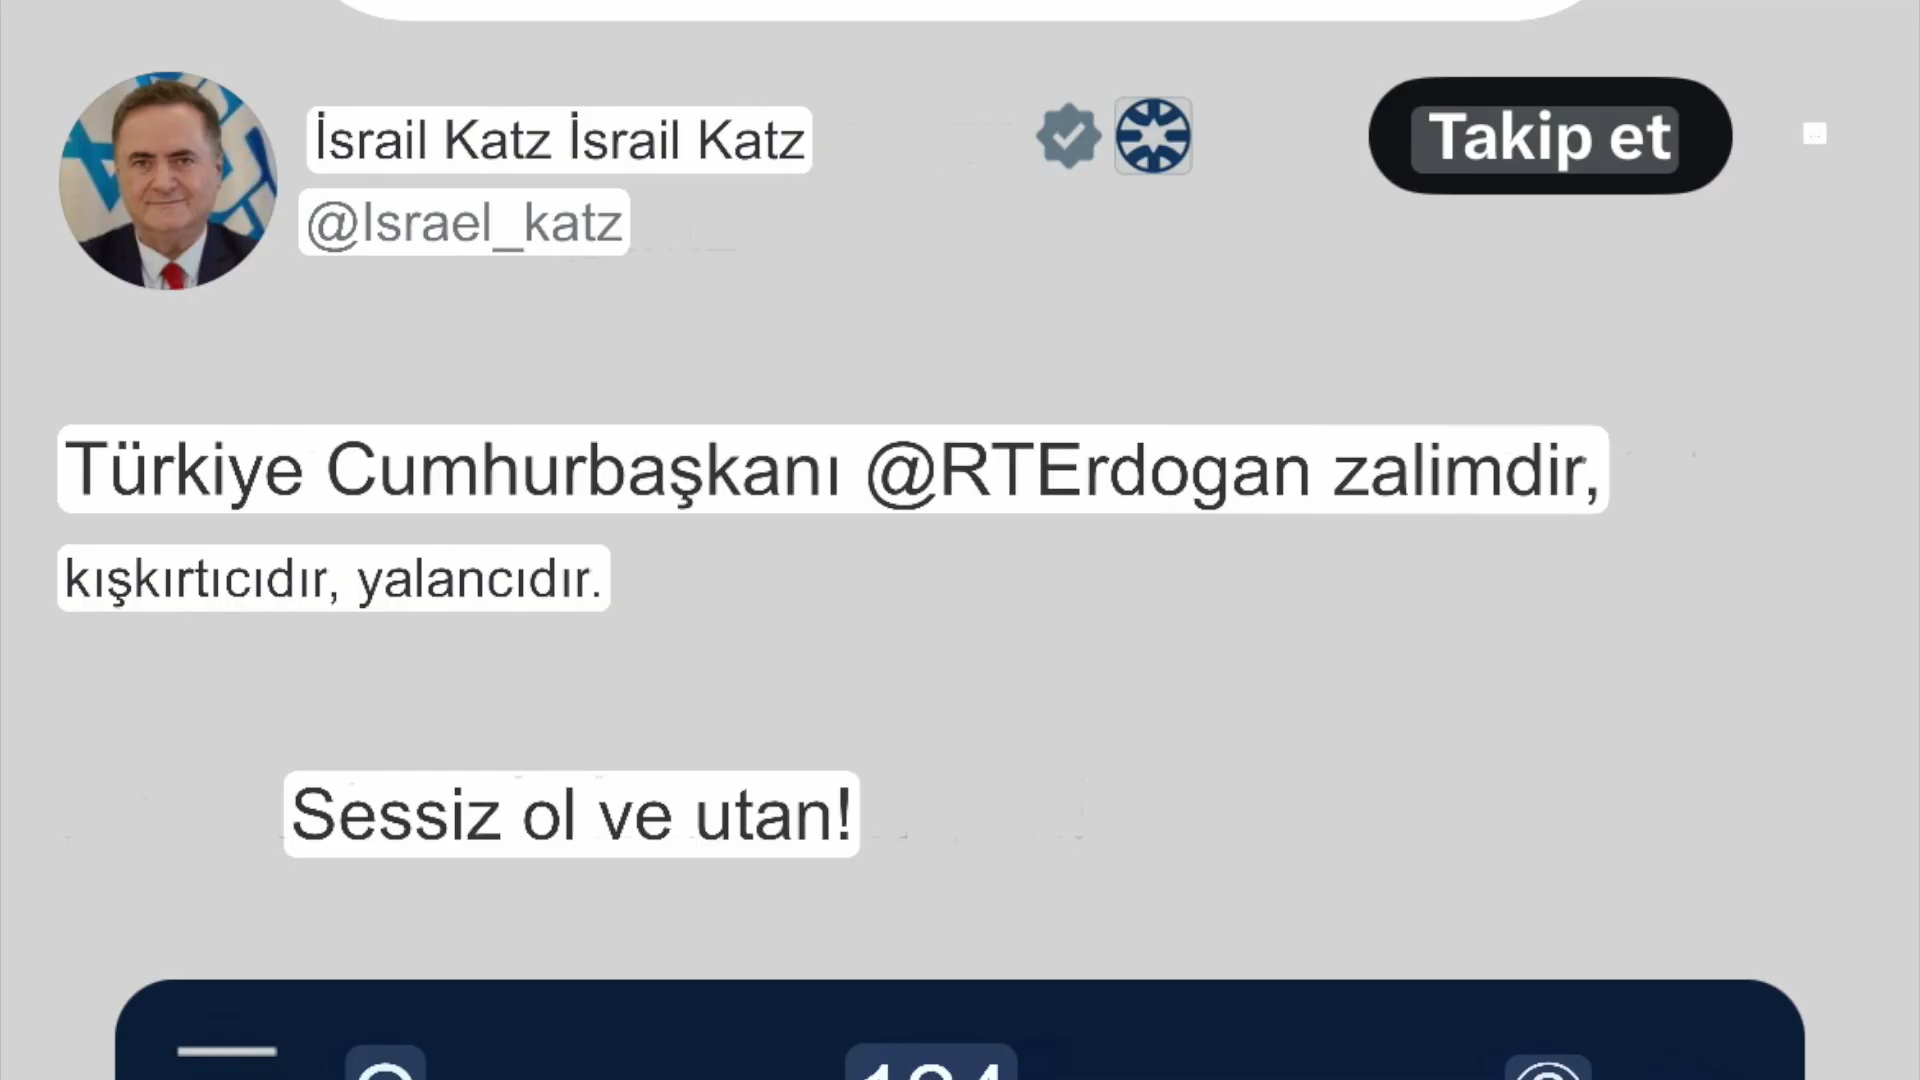 İsrail Katz İsrail Katz
Takip et
@Israel_katz
Türkiye Cumhurbaşkanı @RTErdogan zalimdir,
kışkırtıcıdır, yalancıdır.
Sessiz ol ve utan!